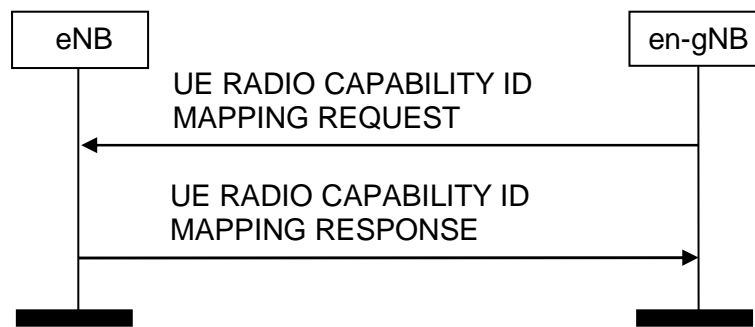 eNB
en-gNB
UE RADIO CAPABILITY ID
MAPPING REQUEST
UE RADIO CAPABILITY ID
MAPPING RESPONSE